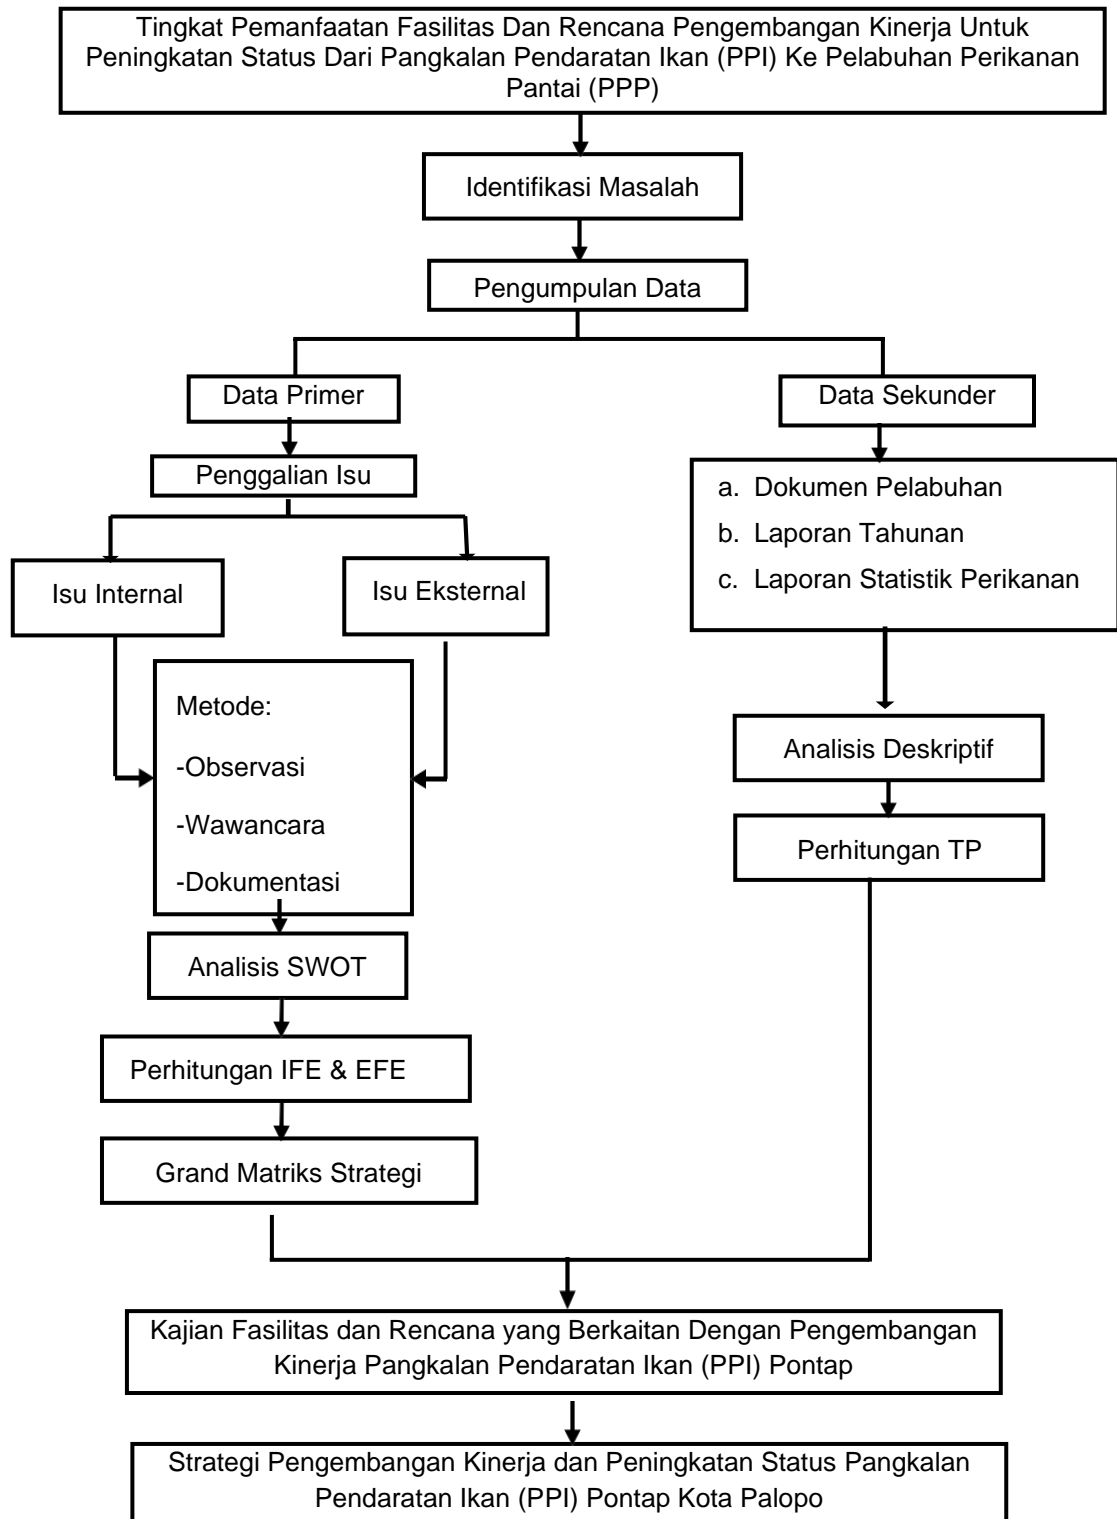 Tingkat Pemanfaatan Fasilitas Dan Rencana Pengembangan Kinerja Untuk
Peningkatan Status Dari Pangkalan Pendaratan Ikan (PPI) Ke Pelabuhan Perikanan
Pantai (PPP)
Identifikasi Masalah
Pengumpulan Data
Data Primer
Data Sekunder
Penggalian Isu
a. Dokumen Pelabuhan
b. Laporan Tahunan
c. Laporan Statistik Perikanan
Isu Internal
Isu Eksternal
Metode:
-Observasi
-Wawancara
-Dokumentasi
Analisis Deskriptif
Perhitungan TP
Analisis SWOT
Perhitungan IFE & EFE
Grand Matriks Strategi
Kajian Fasilitas dan Rencana yang Berkaitan Dengan Pengembangan
Kinerja Pangkalan Pendaratan Ikan (PPI) Pontap
Strategi Pengembangan Kinerja dan Peningkatan Status Pangkalan
Pendaratan Ikan (PPI) Pontap Kota Palopo